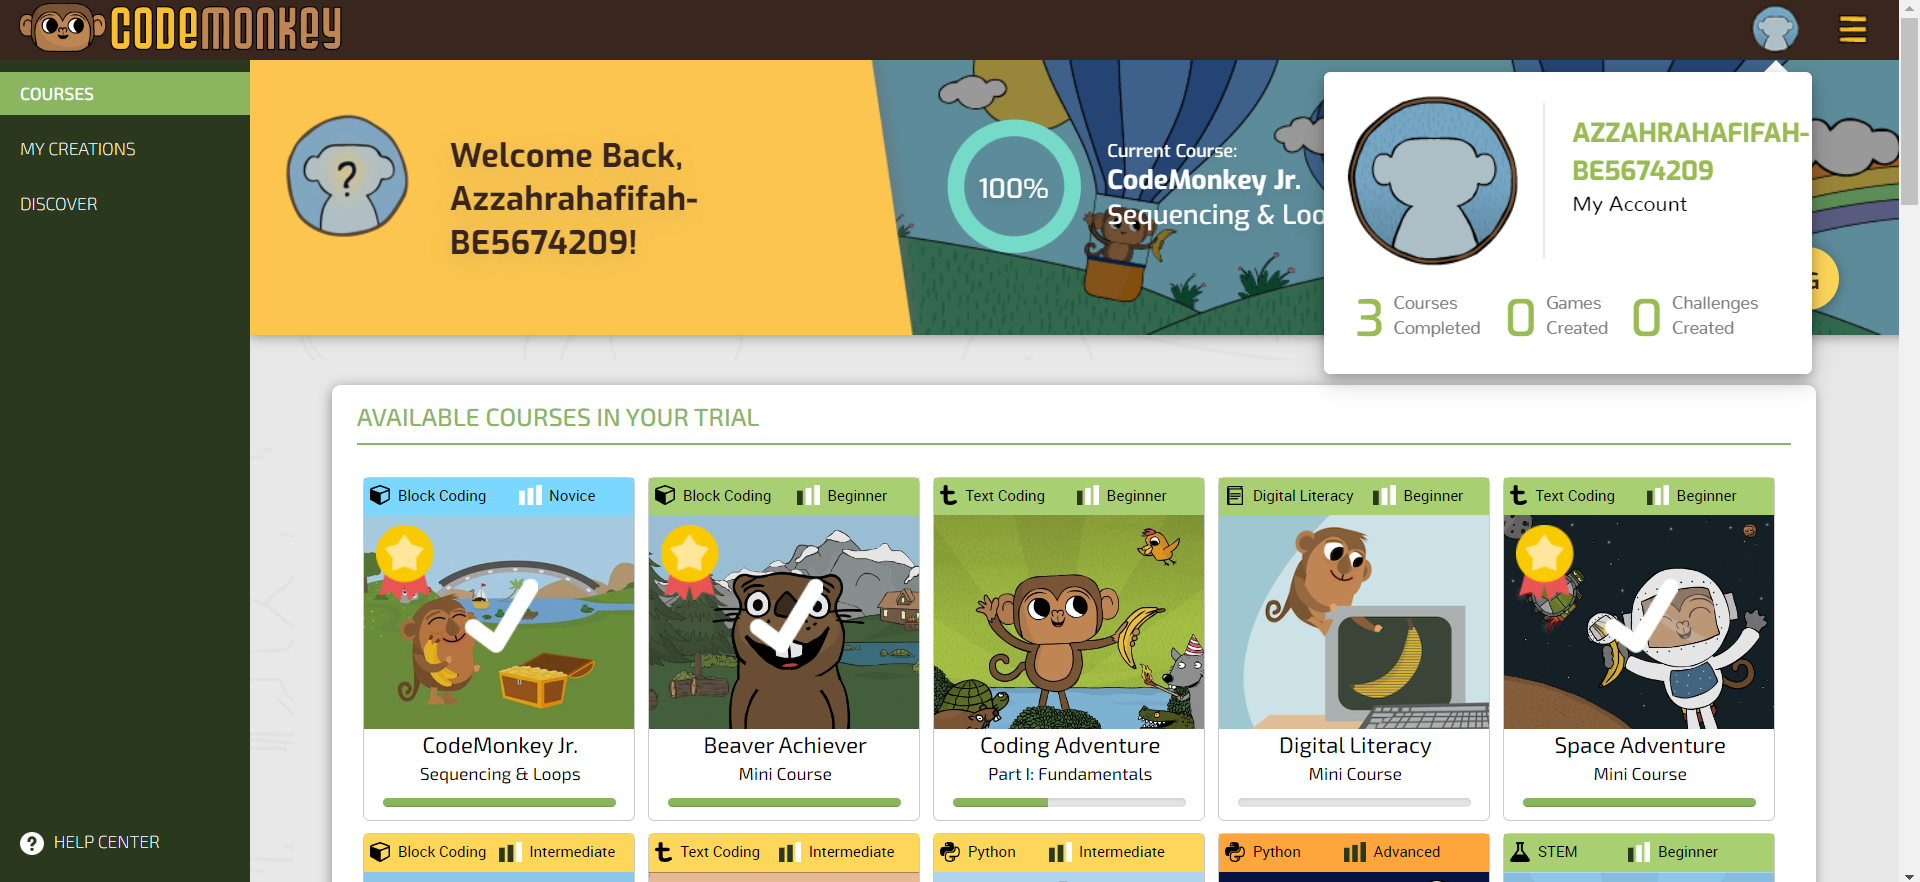 CODEMONKEY
COURSES
MY CREATIONS
DISCOVER
HELP CENTER
?
Welcome Back,
Azzahrahafifah-
BE5674209!
100%
Current Course:
CodeMonkey Jr.
Sequencing & Loo
AZZAHRAHAFIFAH-
BE5674209
My Account
3 Courses Completed
0 Games Created
0 Challenges Created
G
AVAILABLE COURSES IN YOUR TRIAL
Block Coding Novice
CodeMonkey Jr.
Sequencing & Loops
Block Coding Beginner
Beaver Achiever
Mini Course
Text Coding Beginner
Coding Adventure
Part I: Fundamentals
Digital Literacy Beginner
Digital Literacy
Mini Course
Text Coding Beginner
Space Adventure
Mini Course
Block Coding Intermediate
Text Coding Intermediate
Python Intermediate
Python Advanced
STEM Beginner